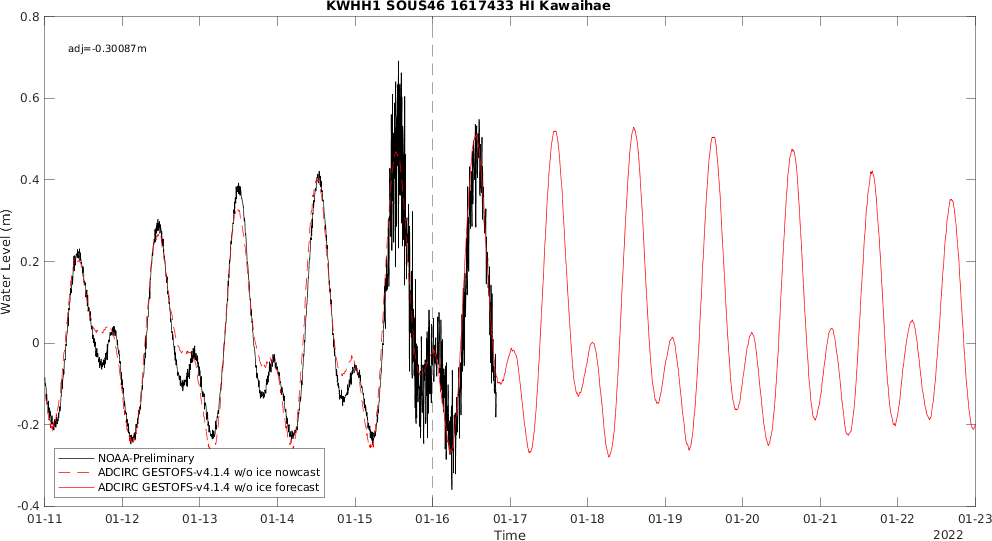 KWHH1 SOUS46 1617433 HI Kawaihae
adj=-0.30087m
Water Level (m)
0.8
0.6
0.4
0.2
0
-0.2
-0.4
NOAA-Preliminary
ADCIRC GESTOFS-v4.1.4 w/o ice nowcast
ADCIRC GESTOFS-v4.1.4 w/o ice forecast
01-11 01-12 01-13 01-14 01-15 01-16 01-17 01-18 01-19 01-20 01-21 01-22 01-23
Time
2022